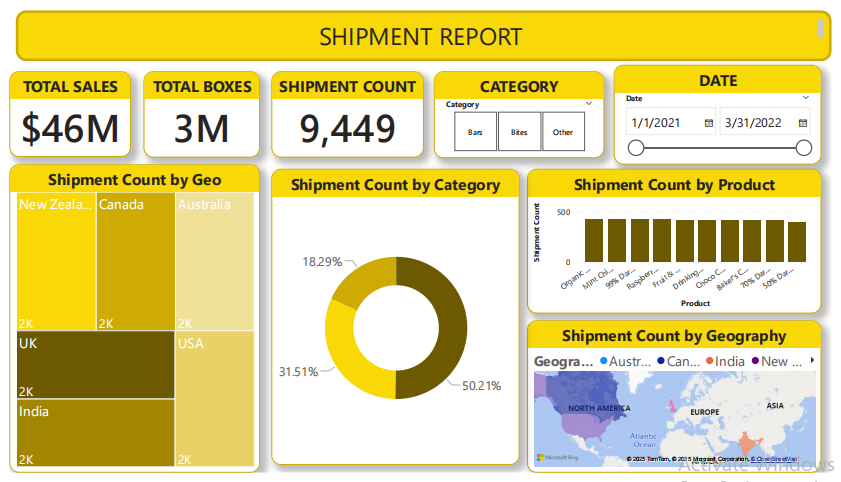 SHIPMENT REPORT
TOTAL SALES
$46M
TOTAL BOXES
3M
SHIPMENT COUNT
9,449
CATEGORY
Category
Bars
Bites
Other
DATE
Date
1/1/2021
3/31/2022
Shipment Count by Geo
New Zeala...
2K
Canada
2K
Australia
2K
UK
2K
India
2K
USA
2K
Shipment Count by Category
18.29%
31.51%
50.21%
Shipment Count by Product
Shipment Count
500
0
Organic ...
Mint Chi...
99% Dar...
Raspberr...
Fruit & ...
Drinking...
Choco C...
Baker's C...
70% Dar...
50% Dar...
Product
Shipment Count by Geography
Geogra...
Austr...
Can...
India
New ...
NORTH AMERICA
EUROPE
ASIA
Atlantic
Ocean
Microsoft Bing
© 2025 TomTom, © 2025 Microsoft Corporation, © OpenStreetMap
Activate Windows